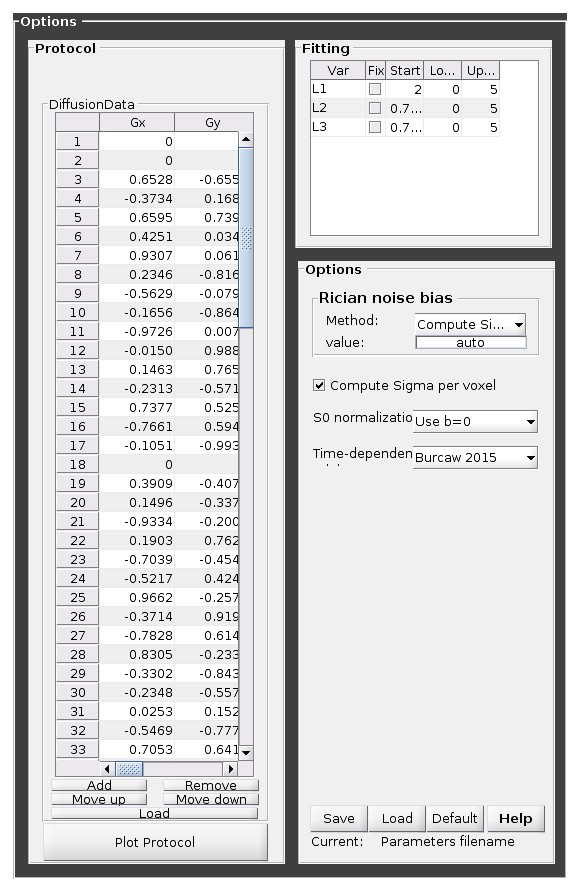 Options
Protocol
DiffusionData
Gx Gy
1 0
2 0
3 0.6528 -0.655
4 -0.3734 0.168
5 0.6595 0.739
6 0.4251 0.034
7 0.9307 0.061
8 0.2346 -0.816
9 -0.5629 -0.079
10 -0.1656 -0.864
11 -0.9726 0.007
12 -0.0150 0.988
13 0.1463 0.765
14 -0.2313 -0.571
15 0.7377 0.525
16 -0.7661 0.594
17 -0.1051 -0.993
18 0
19 0.3909 -0.407
20 0.1496 -0.337
21 -0.9334 -0.200
22 0.1903 0.762
23 -0.7039 -0.454
24 -0.5217 0.424
25 0.9662 -0.257
26 -0.3714 0.919
27 -0.7828 0.614
28 0.8305 -0.233
29 -0.3302 -0.843
30 -0.2348 -0.557
31 0.0253 0.152
32 -0.5469 -0.777
33 0.7053 0.641
Add Remove
Move up Move down
Load
Plot Protocol
Fitting
Var Fix Start Lo... Up...
L1 2 0 5
L2 0.7... 0 5
L3 0.7... 0 5
Options
Rician noise bias
Method: Compute Si...
value: auto
Compute Sigma per voxel
S0 normalizatio Use b=0
Time-dependen Burcaw 2015
Save Load Default Help
Current: Parameters filename